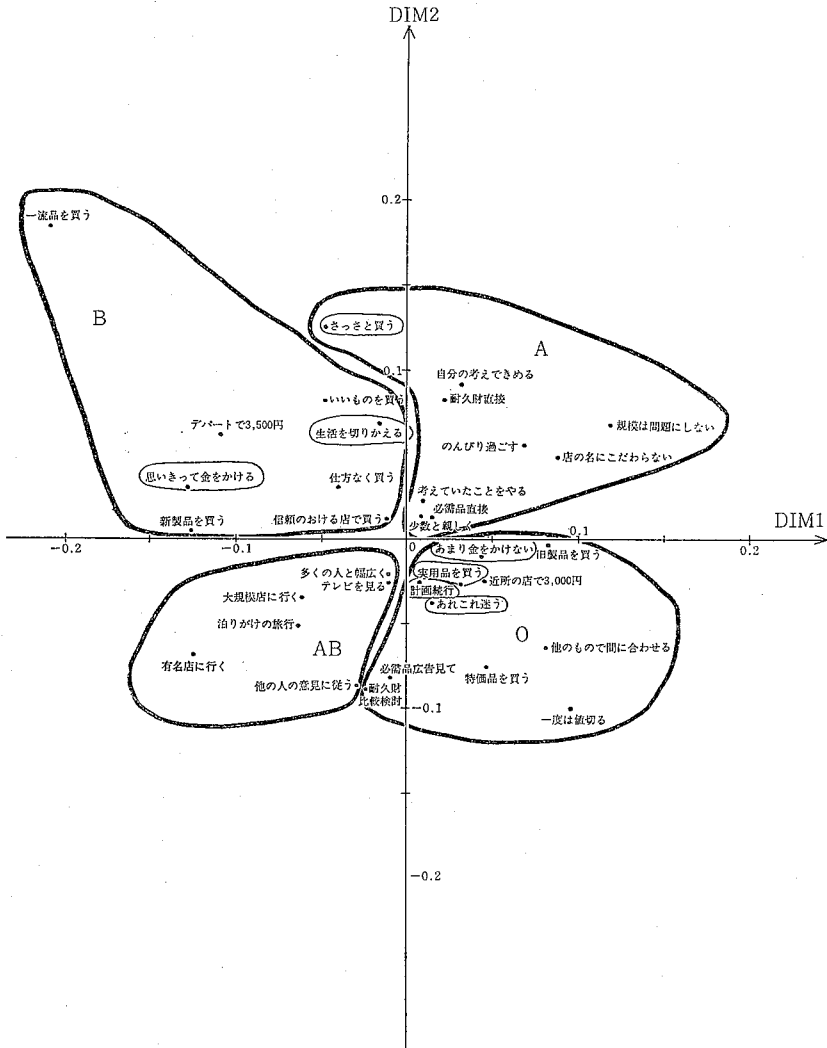 DIM2
0.2
一流品を買う
B
さっさと買う
A
0.1
自分の考えできめる
いいものを買う
耐久財直接
デパートで3,500円
生活を切りかえる
規模は問題にしない
のんびり過ごす
店の名にこだわらない
思いきって金をかける
仕方なく買う
考えていたことをやる
必需品直接
新製品を買う
信頼のおける店で買う
少数と親しく
DIM1
-0.2
-0.1
0
0.1
0.2
あまり金をかけない
旧製品を買う
多くの人と幅広く
実用品を買う
テレビを見る
近所の店で3,000円
計画続行
大規模店に行く
あれこれ迷う
泊りがけの旅行
AB
O
有名店に行く
他のもので間に合わせる
必需品広告見て
特価品を買う
他の人の意見に従う
耐久財
比較検討
-0.1
一度は値切る
-0.2